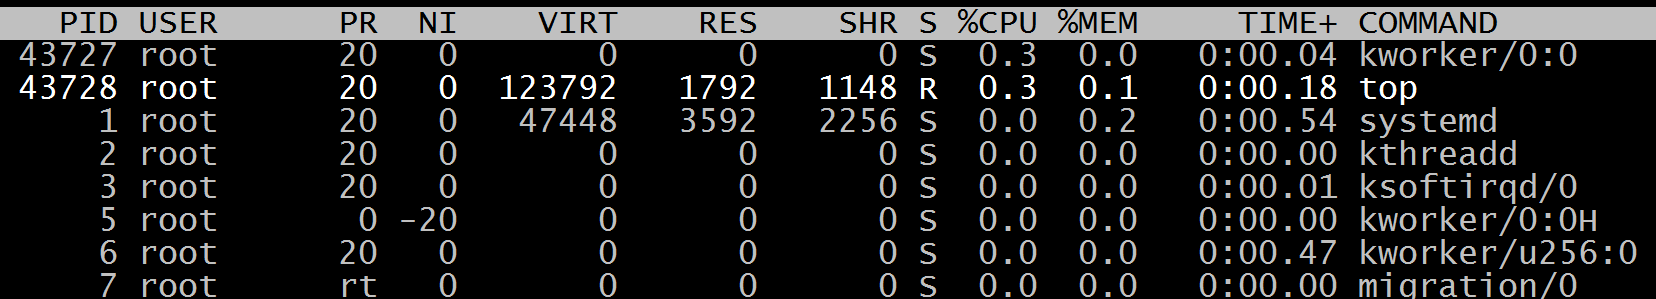 PID USER PR NI VIRT RES SHR S %CPU %MEM TIME+ COMMAND
43727 root 20 0 0 0 0 S 0.3 0.0 0:00.04 kworker/0:0
43728 root 20 0 123792 1792 1148 R 0.3 0.1 0:00.18 top
1 root 20 0 47448 3592 2256 S 0.0 0.2 0:00.54 systemd
2 root 20 0 0 0 0 S 0.0 0.0 0:00.00 kthreadd
3 root 20 0 0 0 0 S 0.0 0.0 0:00.01 ksoftirqd/0
5 root 0 -20 0 0 0 S 0.0 0.0 0:00.00 kworker/0:0H
6 root 20 0 0 0 0 S 0.0 0.0 0:00.47 kworker/u256:0
7 root rt 0 0 0 0 S 0.0 0.0 0:00.00 migration/0